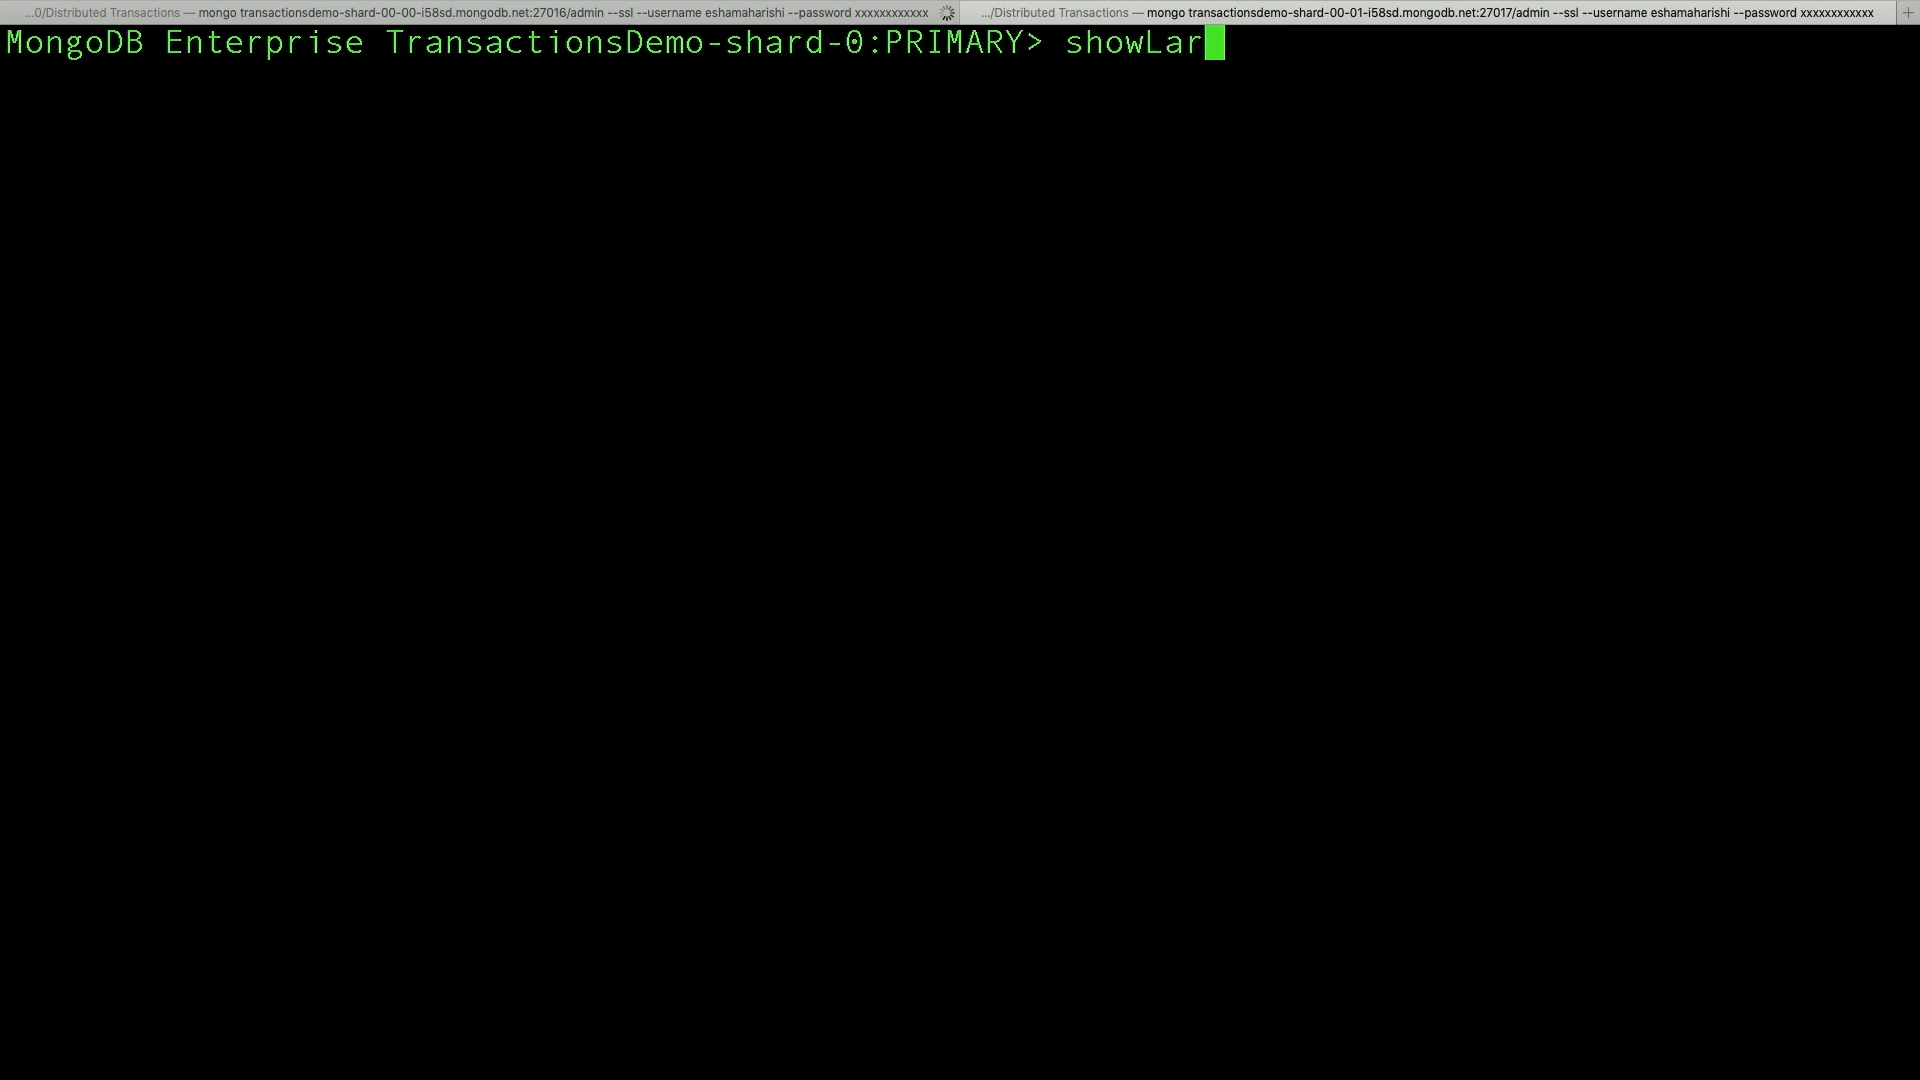 ...0/Distributed Transactions — mongo transactionsdemo-shard-00-00-i58sd.mongodb.net:27016/admin --ssl --username eshamaharishi --password xxxxxxxxxxxx
.../Distributed Transactions — mongo transactionsdemo-shard-00-01-i58sd.mongodb.net:27017/admin --ssl --username eshamaharishi --password xxxxxxxxxxxx
MongoDB Enterprise TransactionsDemo-shard-0:PRIMARY> showLar